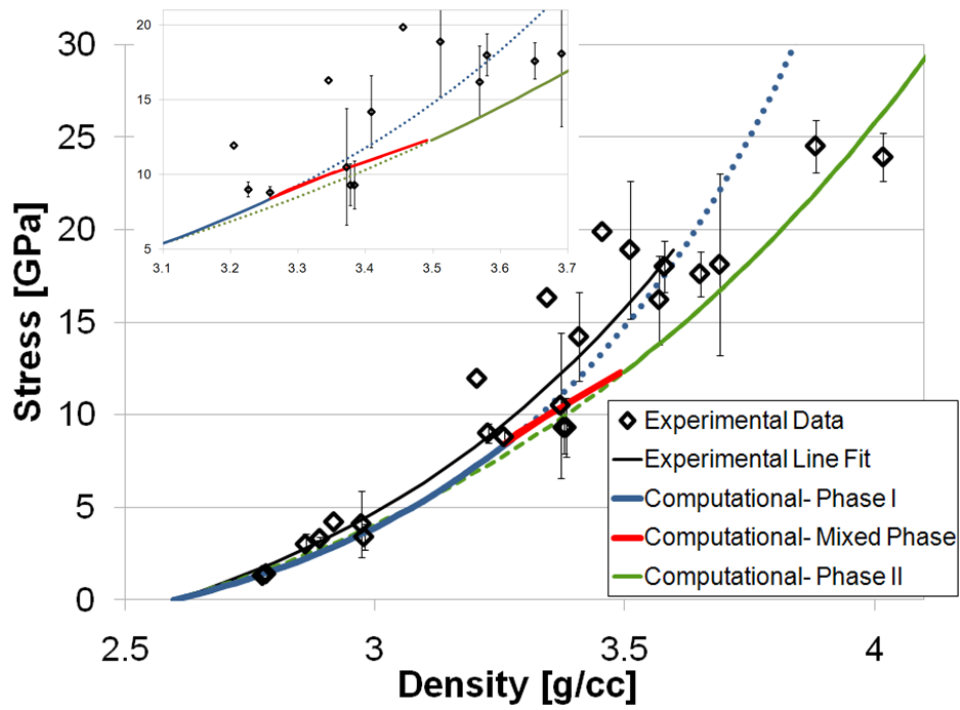 20
15
10
5
3.1 3.2 3.3 3.4 3.5 3.6 3.7
30
25
20
15
10
5
0
2.5 3 3.5 4
Stress [GPa]
Density [g/cc]
Experimental Data
Experimental Line Fit
Computational- Phase I
Computational- Mixed Phase
Computational- Phase II